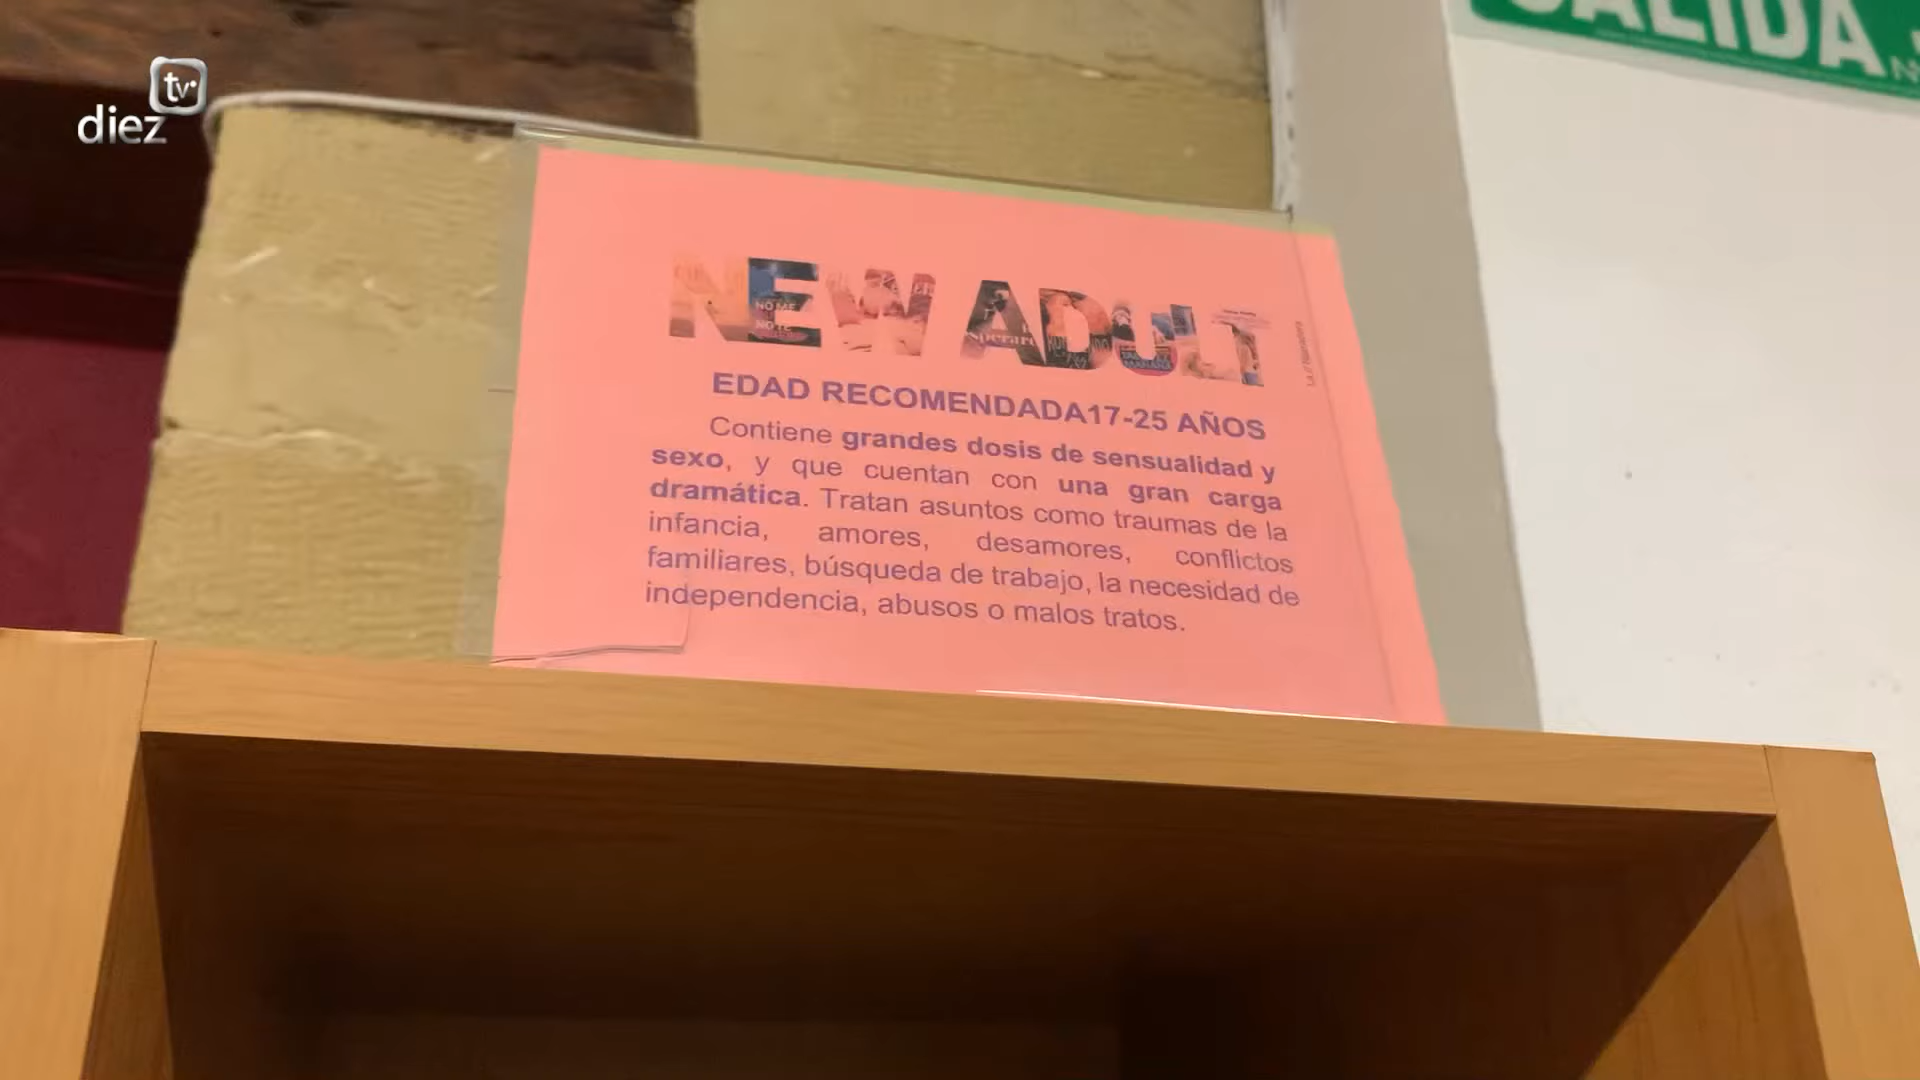 diez tv
SALIDA
NEW ADULT
EDAD RECOMENDADA17-25 AÑOS
Contiene grandes dosis de sensualidad y
sexo, y que cuentan con una gran carga
dramática. Tratan asuntos como traumas de la
infancia, amores, desamores, conflictos
familiares, búsqueda de trabajo, la necesidad de
independencia, abusos o malos tratos.